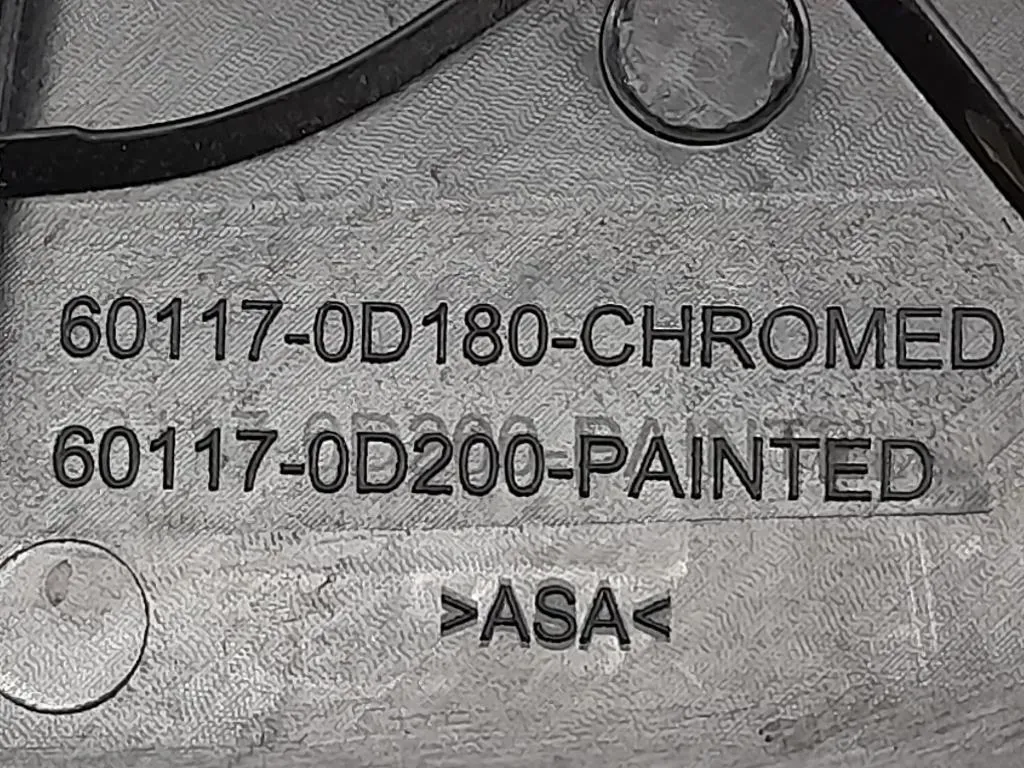 60117-0D180-CHROMED
60117-0D200-PAINTED
>ASA<